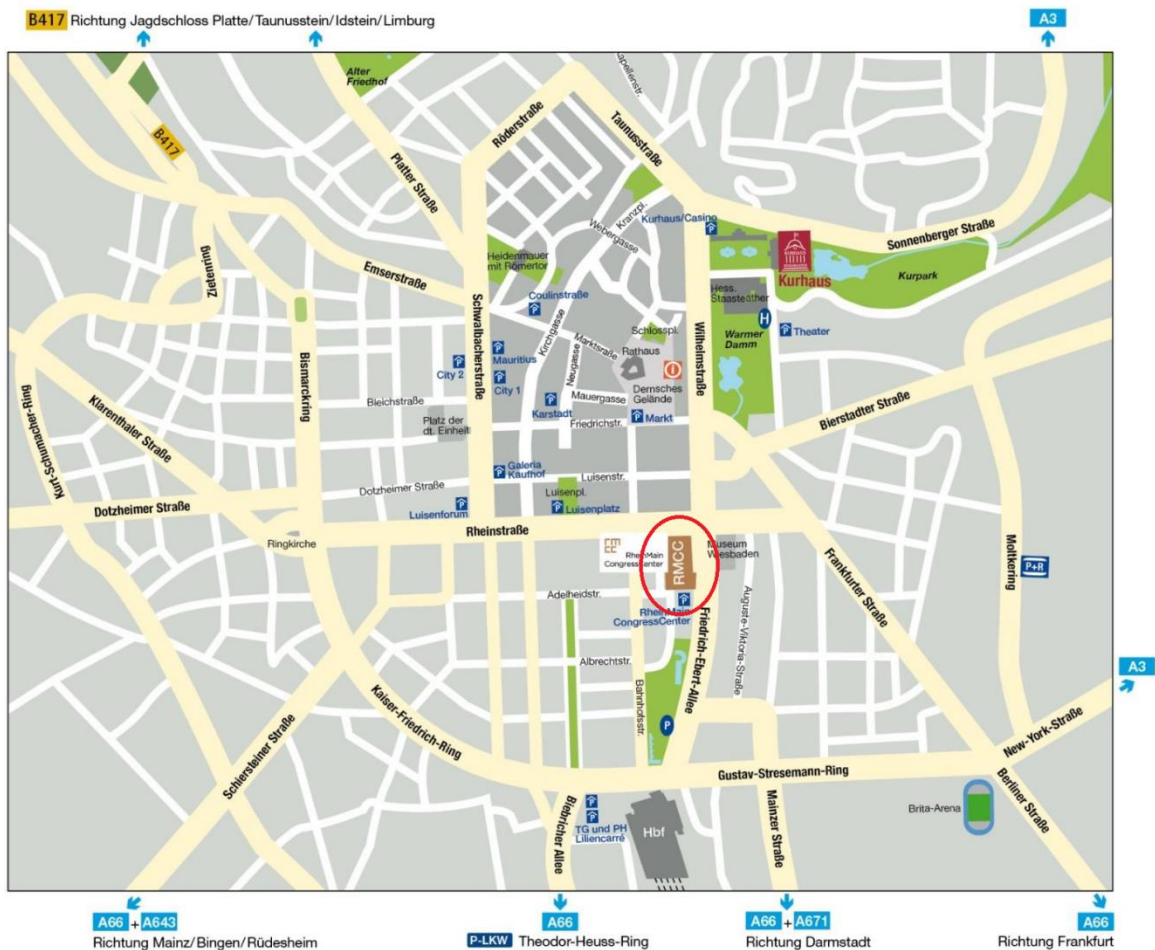 B417 Richtung Jagdschloss Platte/Taunusstein/Idstein/Limburg
A3
Alter
Friedhof
Kapellenstr.
B417
Röderstraße
Taunusstraße
Platter Straße
Kranzpl.
Kurhaus/Casino
Webergasse
Sonnenberger Straße
KURHAUS
Kurhaus
Kurpark
Heidenmauer
mit Römertor
Zietenring
Emserstraße
Hess.
Staasteather
Coulinstraße
Schwalbacherstraße
Kirchgasse
Marktsraße
Schlosspl.
Wilhelmstraße
Warmer
Damm
H
Theater
Mauritius
Neugasse
Rathaus
City 2
City 1
Bismarckring
Dernsches
Gelände
Bleichstraße
Mauergasse
Karstadt
Markt
Bierstadter Straße
Klarenthaler Straße
Platz der
dt. Einheit
Friedrichstr.
Kurt-Schumacher-Ring
Galeria
Kaufhof
Luisenstr.
Dotzheimer Straße
Luisenpl.
Dotzheimer Straße
Luisenforum
Luisenplatz
Rheinstraße
Ringkirche
RheinMain
CongressCenter
RMCC
Museum
Wiesbaden
Frankfurter Straße
Moltkering
P+R
Adelheidstr.
RheinMain
CongressCenter
Friedrich-Ebert-Allee
Auguste-Viktoria-Straße
Albrechtstr.
Bahnhofsstr.
A3
Kaiser-Friedrich-Ring
P
Schiersteiner Straße
New-York-Straße
Gustav-Stresemann-Ring
Berliner Straße
Mainzer Straße
Brita-Arena
Biebricher Allee
TG und PH
Liliencarré
Hbf
A66 + A643
A66
A66 + A671
A66
Richtung Mainz/Bingen/Rüdesheim
P-LKW Theodor-Heuss-Ring
Richtung Darmstadt
Richtung Frankfurt